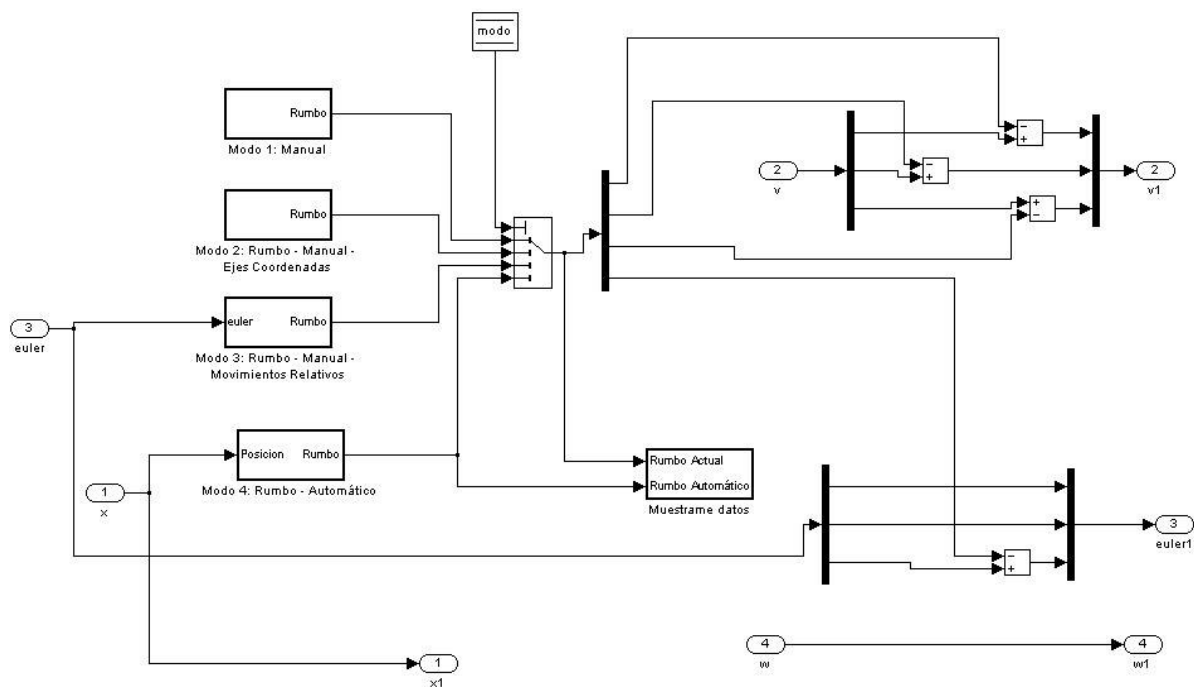 modo
Rumbo
Modo 1: Manual
Rumbo
Modo 2: Rumbo - Manual -
Ejes Coordenadas
3
euler
euler
Rumbo
Modo 3: Rumbo - Manual -
Movimientos Relativos
1
x
Posicion
Rumbo
Modo 4: Rumbo - Automático
Rumbo Actual
Rumbo Automático
Muestrame datos
2
v
−
+
−
+
+
−
2
v1
−
+
3
euler1
4
w
4
w1
1
x1